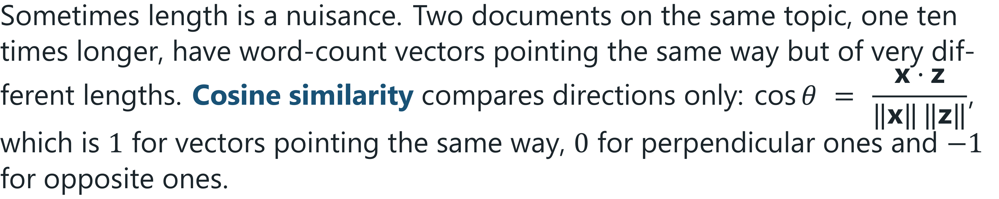 Sometimes length is a nuisance. Two documents on the same topic, one ten
times longer, have word-count vectors pointing the same way but of very dif-
ferent lengths. Cosine similarity compares directions only: cos θ = x · z / ‖x‖ ‖z‖,
which is 1 for vectors pointing the same way, 0 for perpendicular ones and −1
for opposite ones.